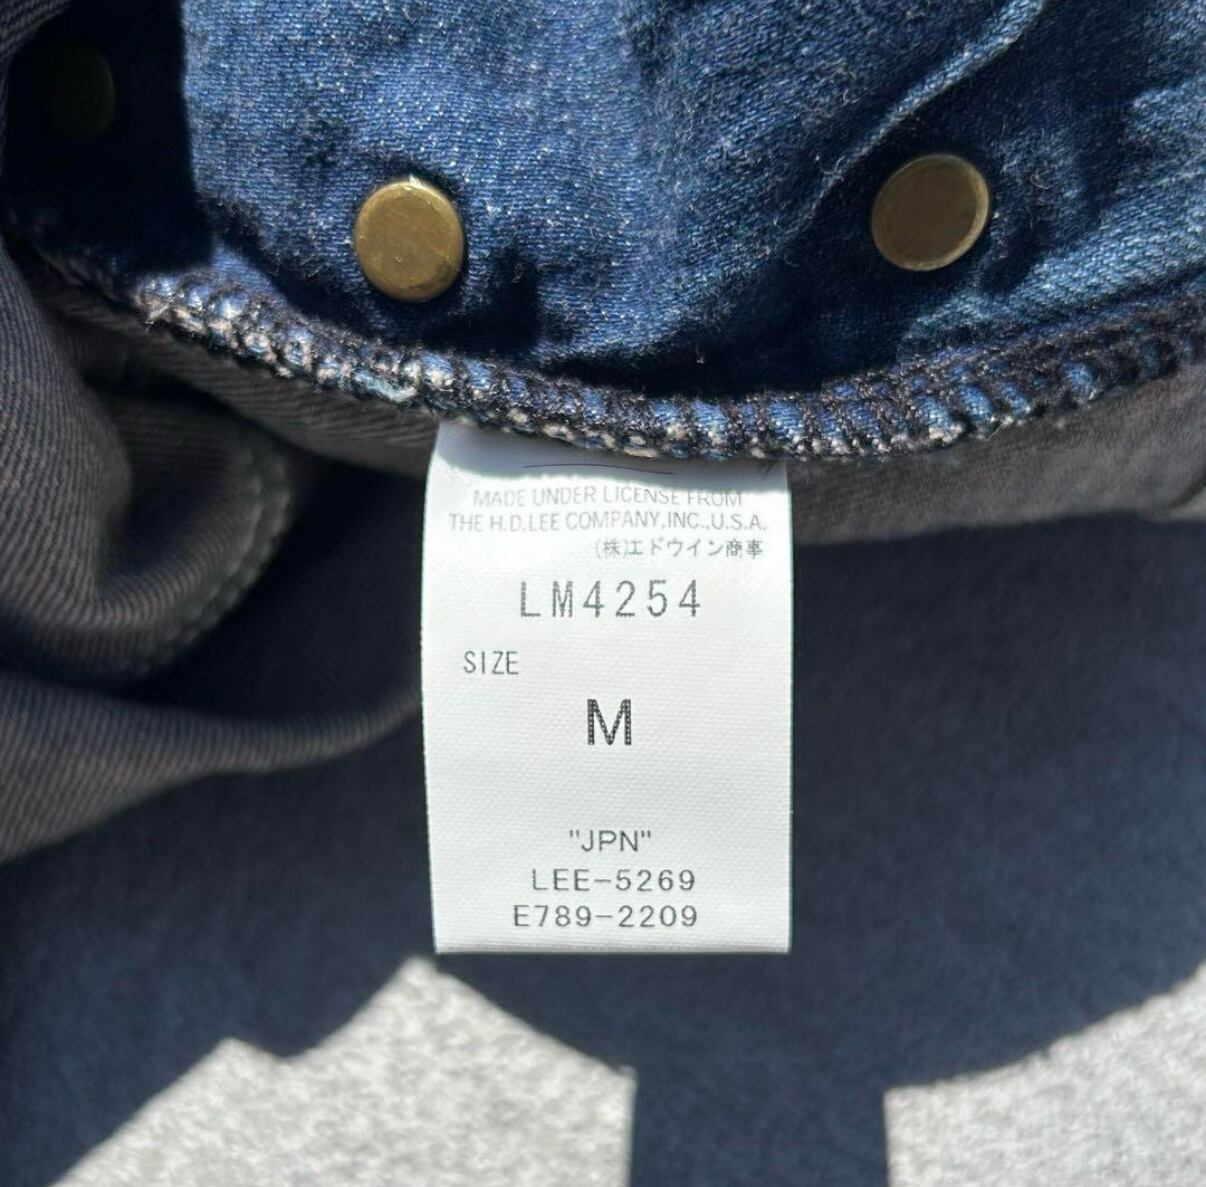 MADE UNDER LICENSE FROM
THE H.D.LEE COMPANY,INC.,U.S.A.
(株)エドウイン商事
LM4254
SIZE
M
"JPN"
LEE-5269
E789-2209